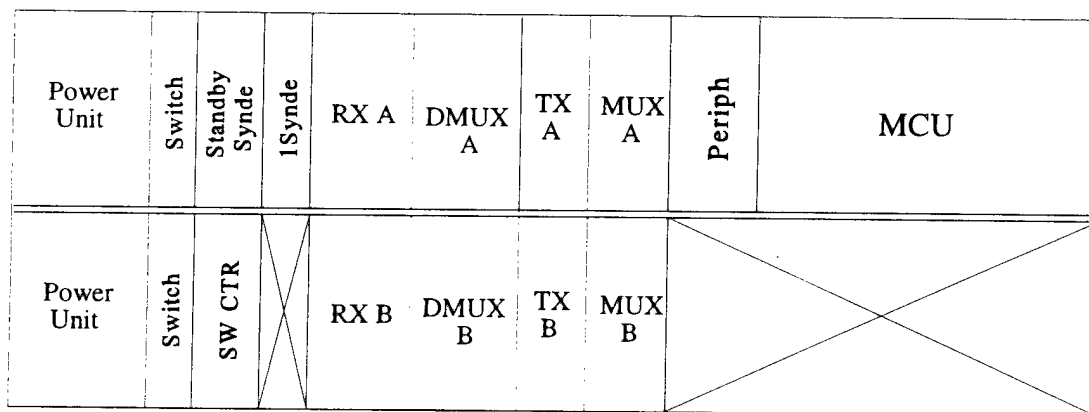 Power
Unit
Switch
Standby
Synde
1Synde
RX A
DMUX
A
TX
A
MUX
A
Periph
MCU
Power
Unit
Switch
SW CTR
RX B
DMUX
B
TX
B
MUX
B